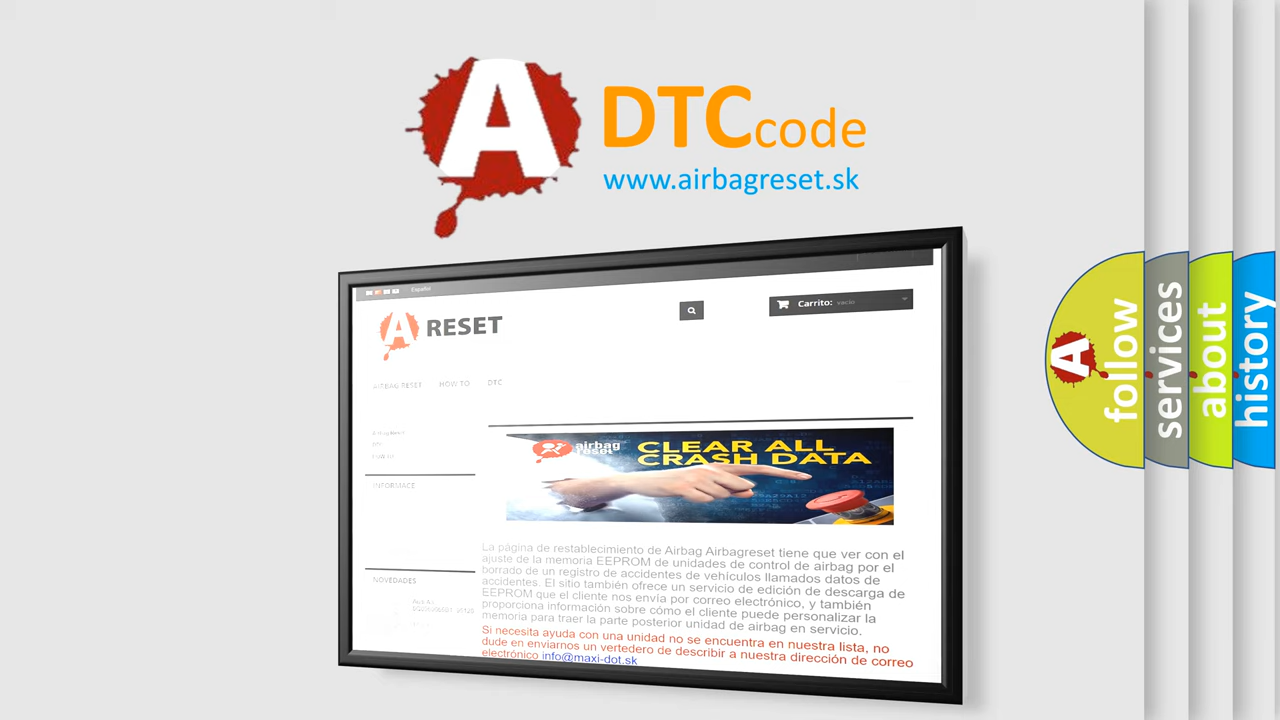 A
DTCcode
www.airbagreset.sk
Español
A RESET
Carrito: vacío
AIRBAG RESET HOW TO DTC
INFORMACE
NOVEDADES
airbag
reset
CLEAR ALL
CRASH DATA
La página de restablecimiento de Airbag Airbagreset tiene que ver con el
ajuste de la memoria EEPROM de unidades de control de airbag por el
borrado de un registro de accidentes de vehículos llamados datos de
accidentes. El sitio también ofrece un servicio de edición de descarga de
EEPROM que el cliente nos envía por correo electrónico, y también
proporciona información sobre cómo el cliente puede personalizar la
memoria para traer la parte posterior unidad de airbag en servicio.
Si necesita ayuda con una unidad no se encuentra en nuestra lista, no
dude en enviarnos un vertedero de describir a nuestra dirección de correo
electrónico info@maxi-dot.sk
A
follow
services
about
history